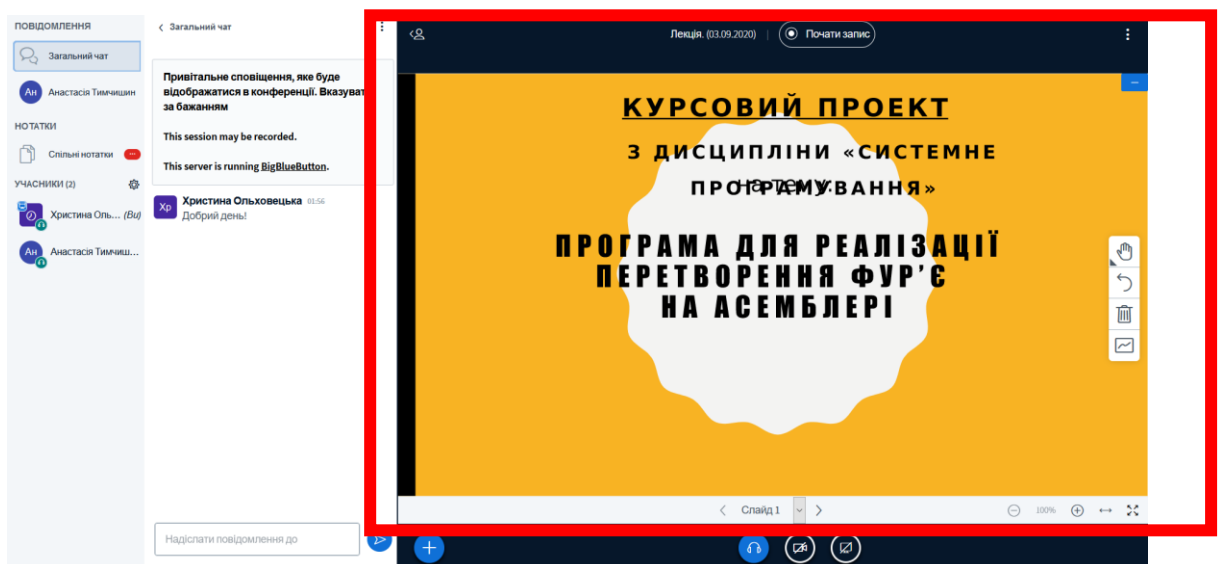 ПОВІДОМЛЕННЯ
Загальний чат
Ан Анастасія Тимчишин
НОТАТКИ
Спільні нотатки
УЧАСНИКИ (2)
Христина Оль... (Ви)
Ан Анастасія Тимчиш...
Загальний чат
Привітальне сповіщення, яке буде
відображатися в конференції. Вказуват
за бажанням
This session may be recorded.
This server is running BigBlueButton.
Хр Христина Ольховецька 01:56
Добрий день!
Надіслати повідомлення до
Лекція. (03.09.2020) | Почати запис
КУРСОВИЙ ПРОЕКТ
З ДИСЦИПЛІНИ «СИСТЕМНЕ
ПРОГРАМУВАННЯ»
на тему:
ПРОГРАМА ДЛЯ РЕАЛІЗАЦІЇ
ПЕРЕТВОРЕННЯ ФУР’Є
НА АСЕМБЛЕРІ
Слайд 1
100%